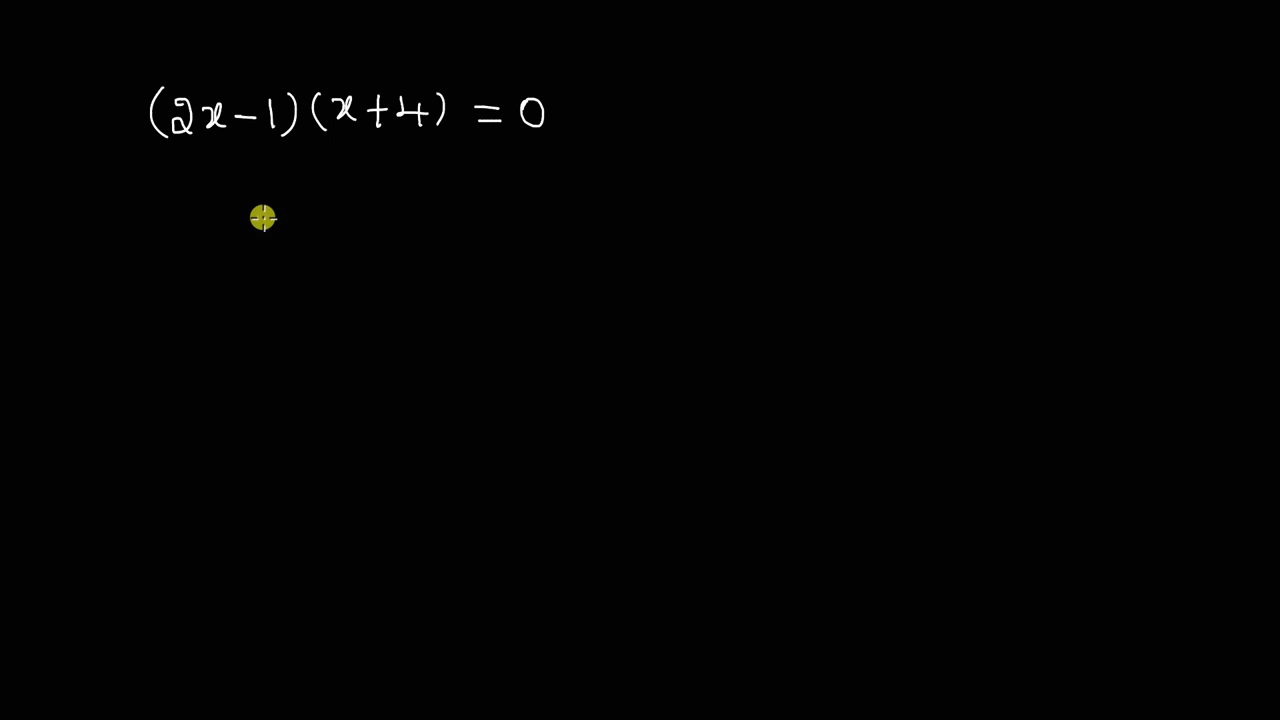 (2x-1)(x+4) = 0